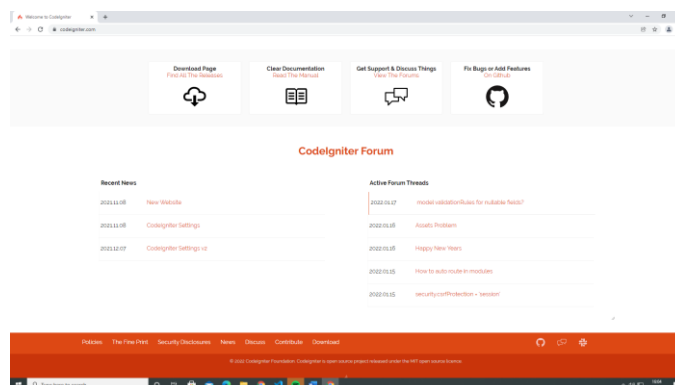 Welcome to CodeIgniter
codeigniter.com
Download Page
Find All The Releases
Clear Documentation
Read The Manual
Get Support & Discuss Things
View The Forums
Fix Bugs or Add Features
On Github
CodeIgniter Forum
Recent News
2021.11.08 New Website
2021.11.08 CodeIgniter Settings
2021.12.07 CodeIgniter Settings v2
Active Forum Threads
2022.01.17 model->validationRules for nullable fields?
2022.01.16 Assets Problem
2022.01.16 Happy New Years
2022.01.15 How to auto route in modules
2022.01.15 security.csrfProtection = 'session'
Policies The Fine Print Security Disclosures News Discuss Contribute Download
© 2022 CodeIgniter Foundation. CodeIgniter is open source project released under the MIT open source license.
Type here to search